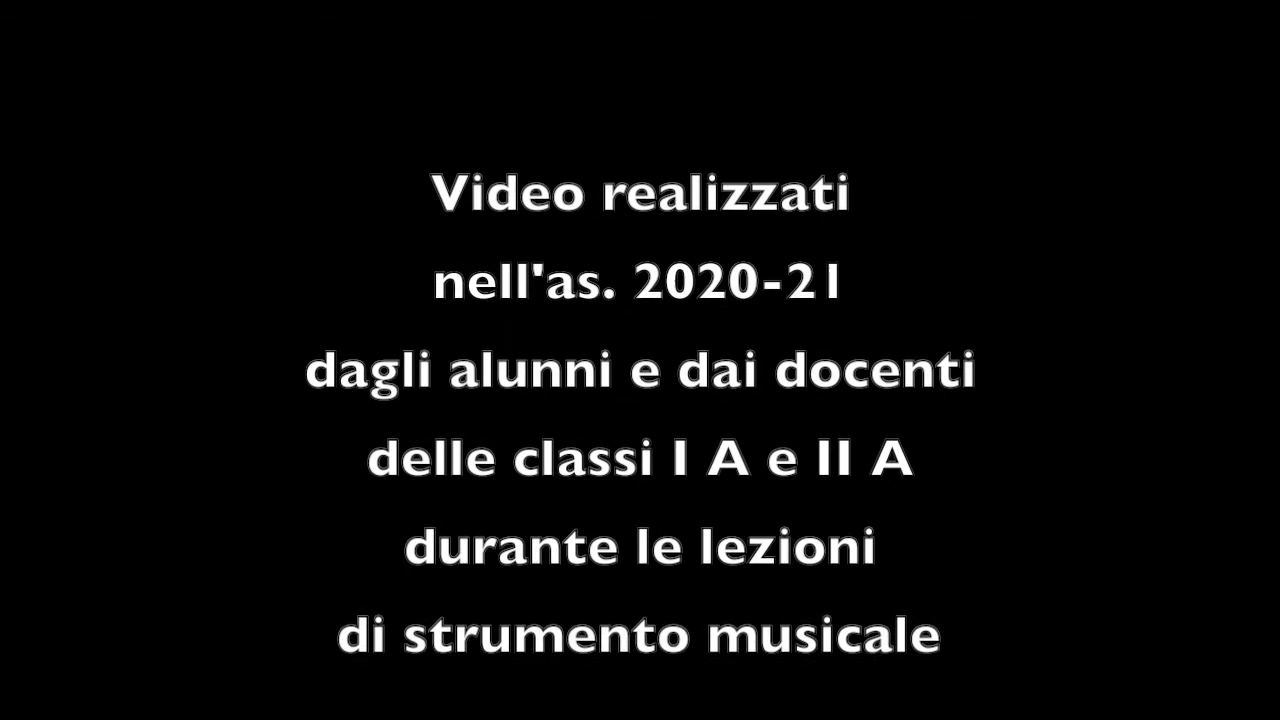 Video realizzati
nell'as. 2020-21
dagli alunni e dai docenti
delle classi I A e II A
durante le lezioni
di strumento musicale